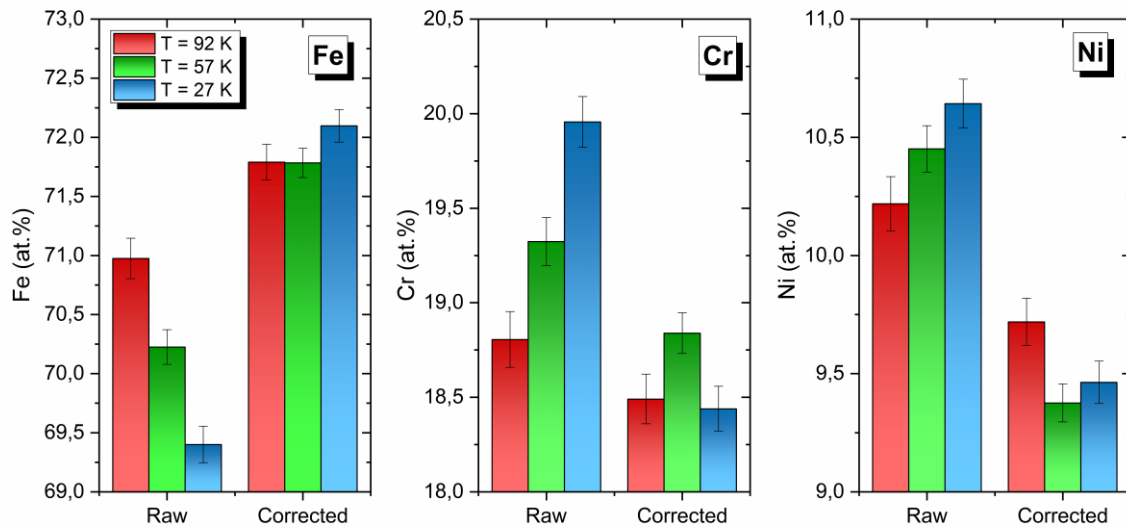 Fe
T = 92 K
T = 57 K
T = 27 K
Fe (at.%)
73,0
72,5
72,0
71,5
71,0
70,5
70,0
69,5
69,0
Raw Corrected
Cr
Cr (at.%)
20,5
20,0
19,5
19,0
18,5
18,0
Raw Corrected
Ni
Ni (at.%)
11,0
10,5
10,0
9,5
9,0
Raw Corrected